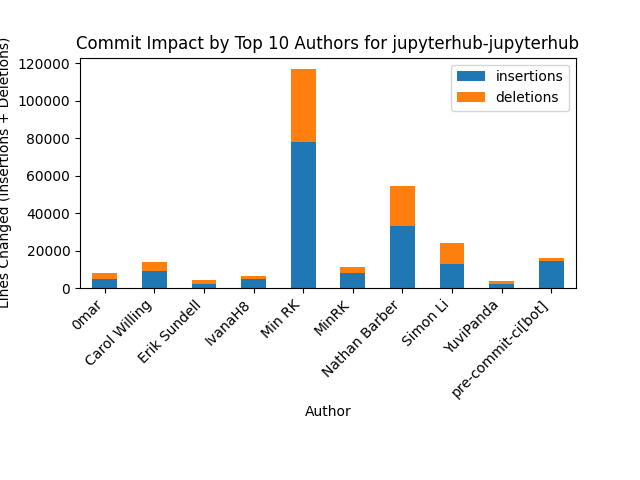 Commit Impact by Top 10 Authors for jupyterhub-jupyterhub
Lines Changed (Insertions + Deletions)
120000
100000
80000
60000
40000
20000
0
insertions
deletions
0mar
Carol Willing
Erik Sundell
IvanaH8
Min RK
MinRK
Nathan Barber
Simon Li
YuviPanda
pre-commit-ci[bot]
Author